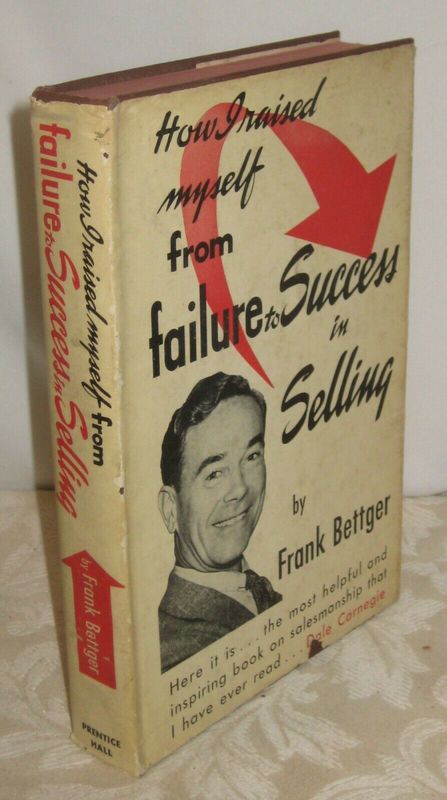 How I raised
myself
from
failure to Success
in
Selling
by
Frank Bettger
Here it is... the most helpful and
inspiring book on salesmanship that
I have ever read... Dale Carnegie
How I raised myself from
failure to Success in Selling
by Frank Bettger
PRENTICE
HALL